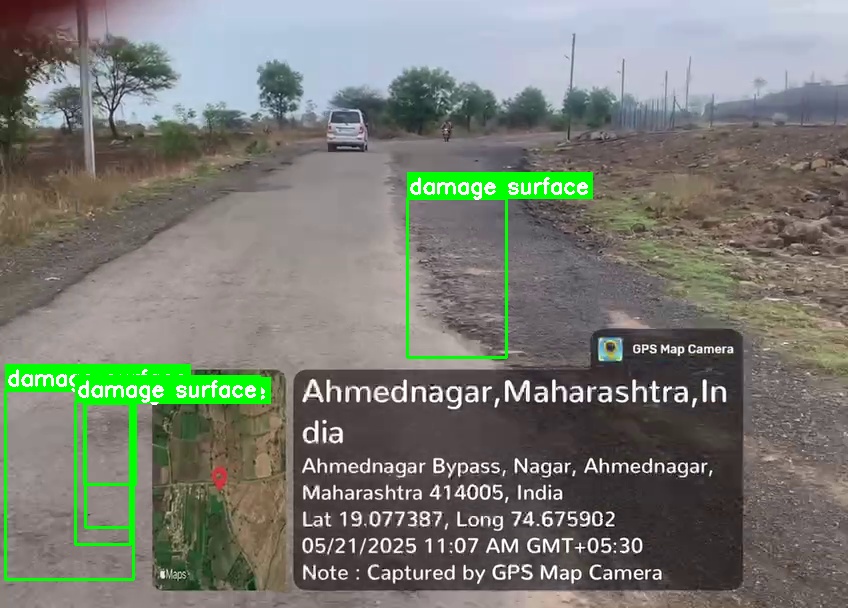 damage surface
damage surface
damage surface
GPS Map Camera
Ahmednagar,Maharashtra,In
dia
Ahmednagar Bypass, Nagar, Ahmednagar,
Maharashtra 414005, India
Lat 19.077387, Long 74.675902
05/21/2025 11:07 AM GMT+05:30
Note : Captured by GPS Map Camera
Maps